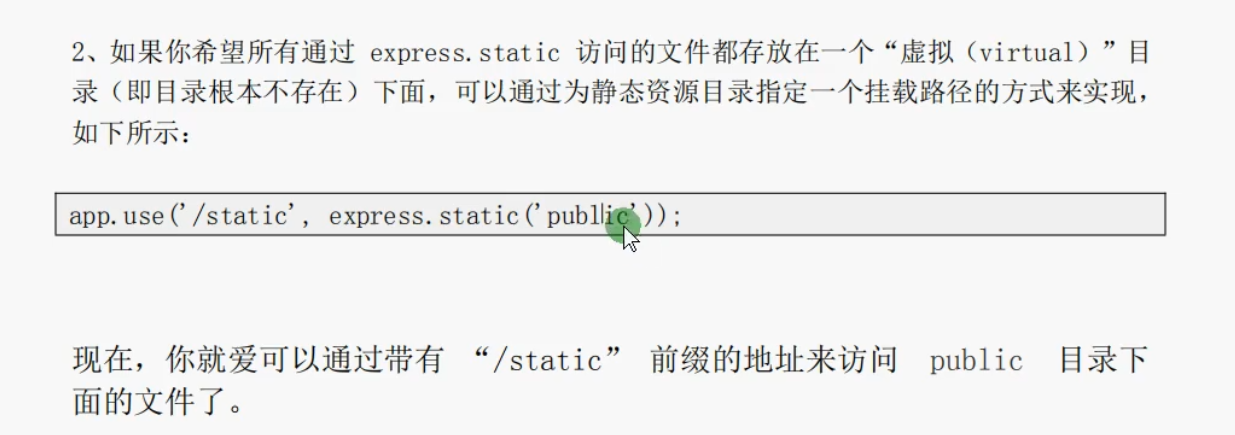 2、如果你希望所有通过 express.static 访问的文件都存放在一个“虚拟（virtual）”目
录（即目录根本不存在）下面，可以通过为静态资源目录指定一个挂载路径的方式来实现，
如下所示：
app.use('/static', express.static('public'));
现在，你就爱可以通过带有 “/static” 前缀的地址来访问 public 目录下
面的文件了。